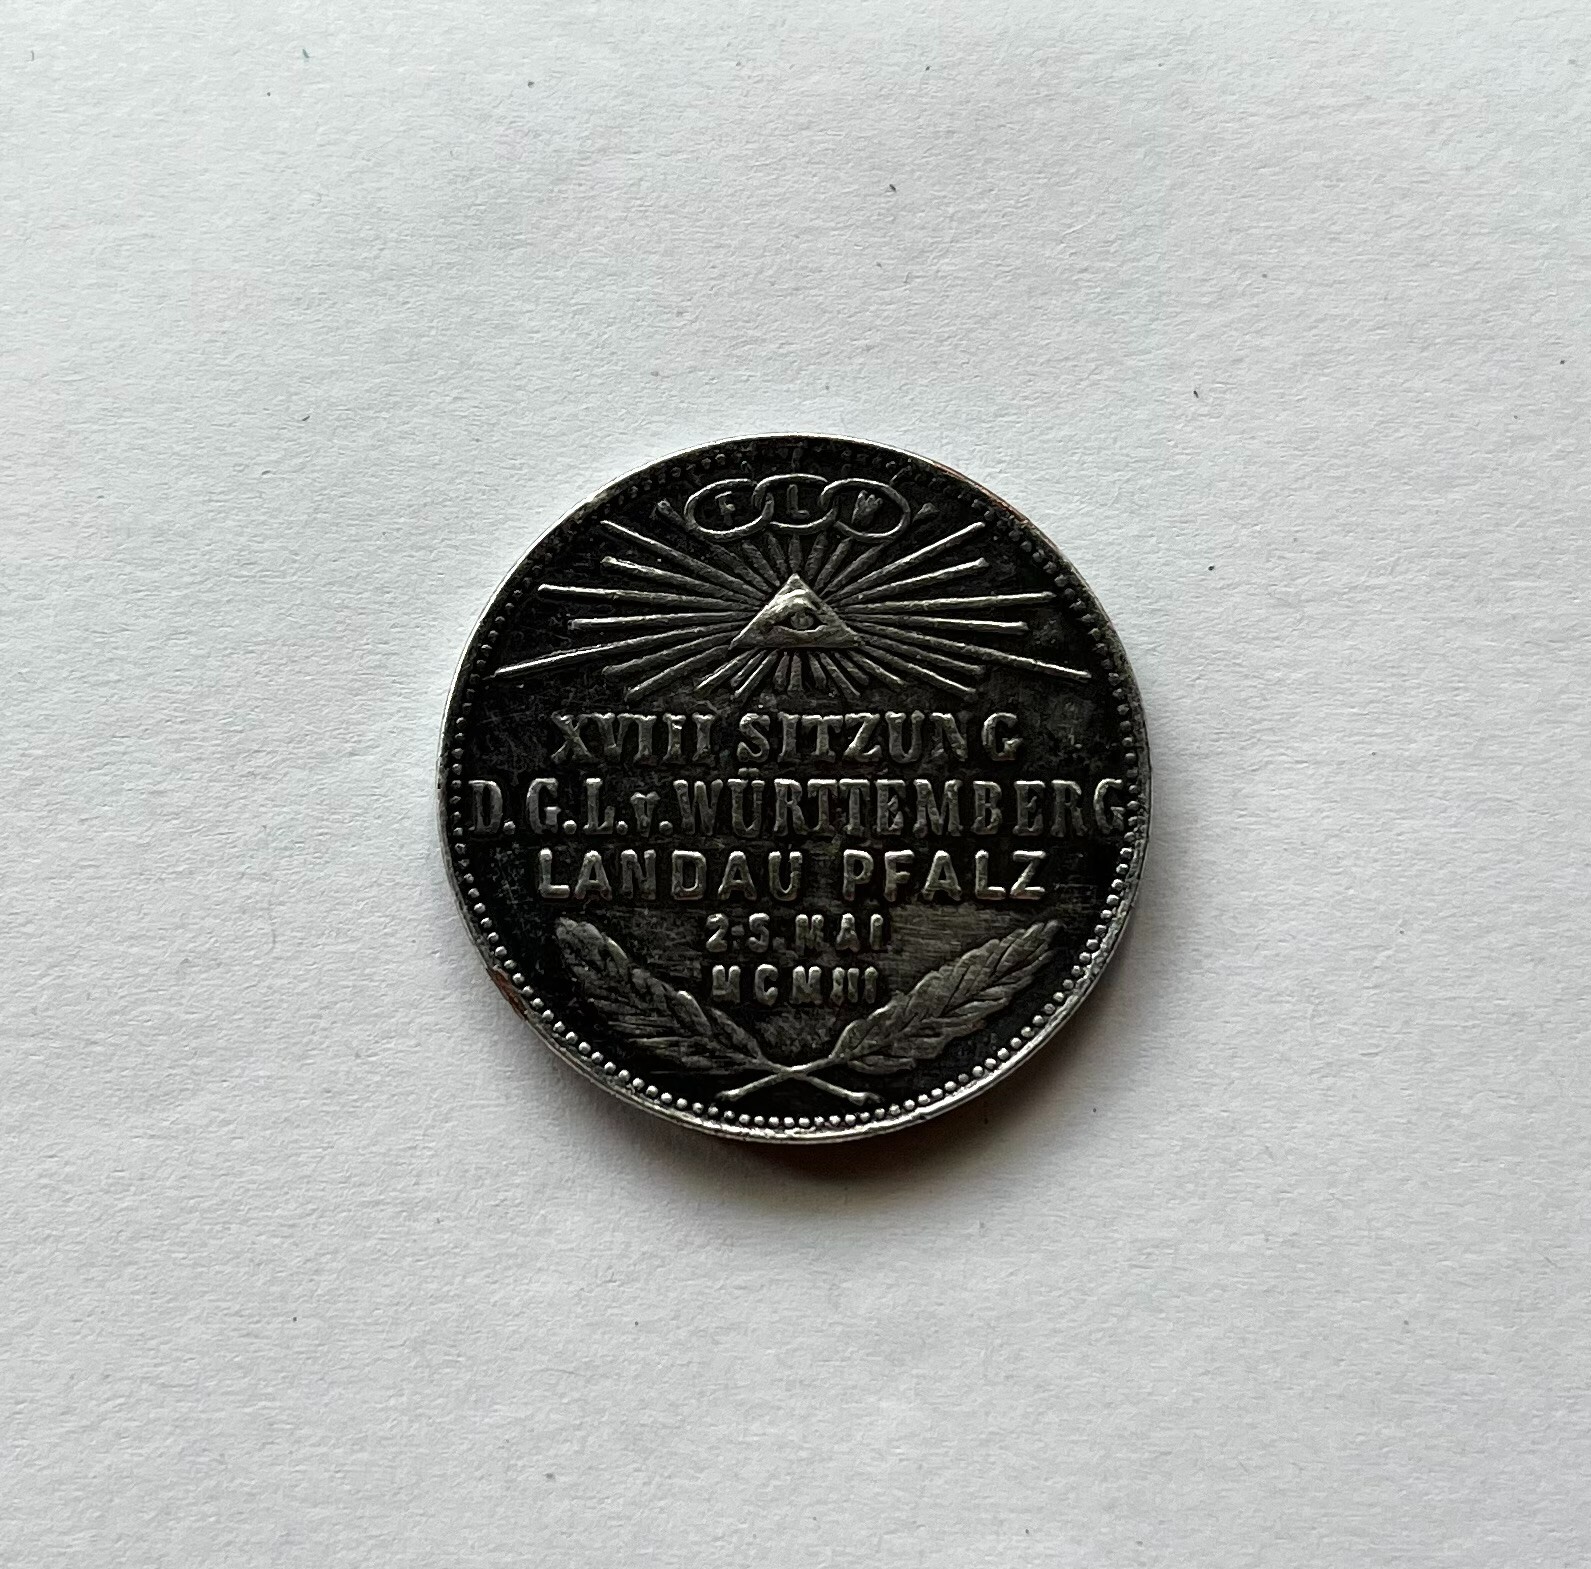 F L W
XVIII SITZUNG
D.G.L.v.WÜRTTEMBERG
LANDAU PFALZ
2-5. MAI
MCMIII